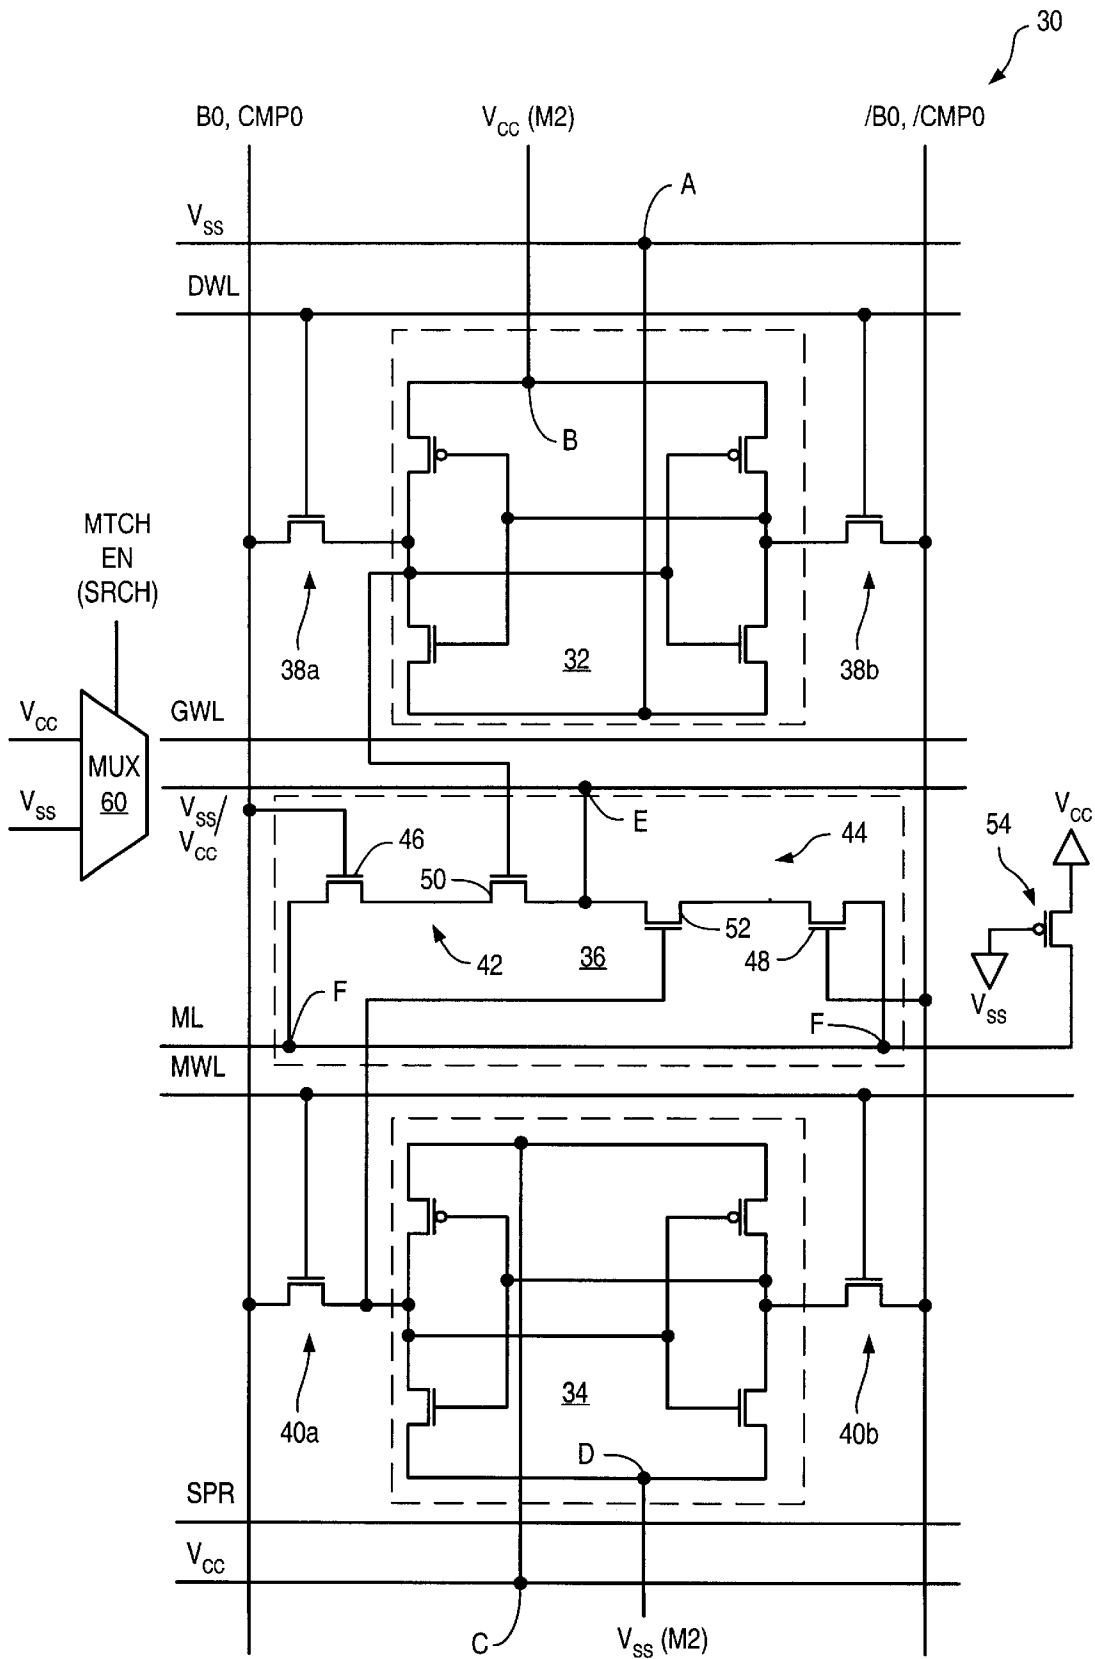 30
B0, CMP0
VCC (M2)
/B0, /CMP0
A
VSS
DWL
B
MTCH
EN
(SRCH)
38a
32
38b
VCC
GWL
MUX
60
VSS
VSS/
VCC
E
46
44
54
VCC
50
52
42
36
48
VSS
F
F
ML
MWL
40a
34
40b
D
SPR
VCC
C
VSS (M2)